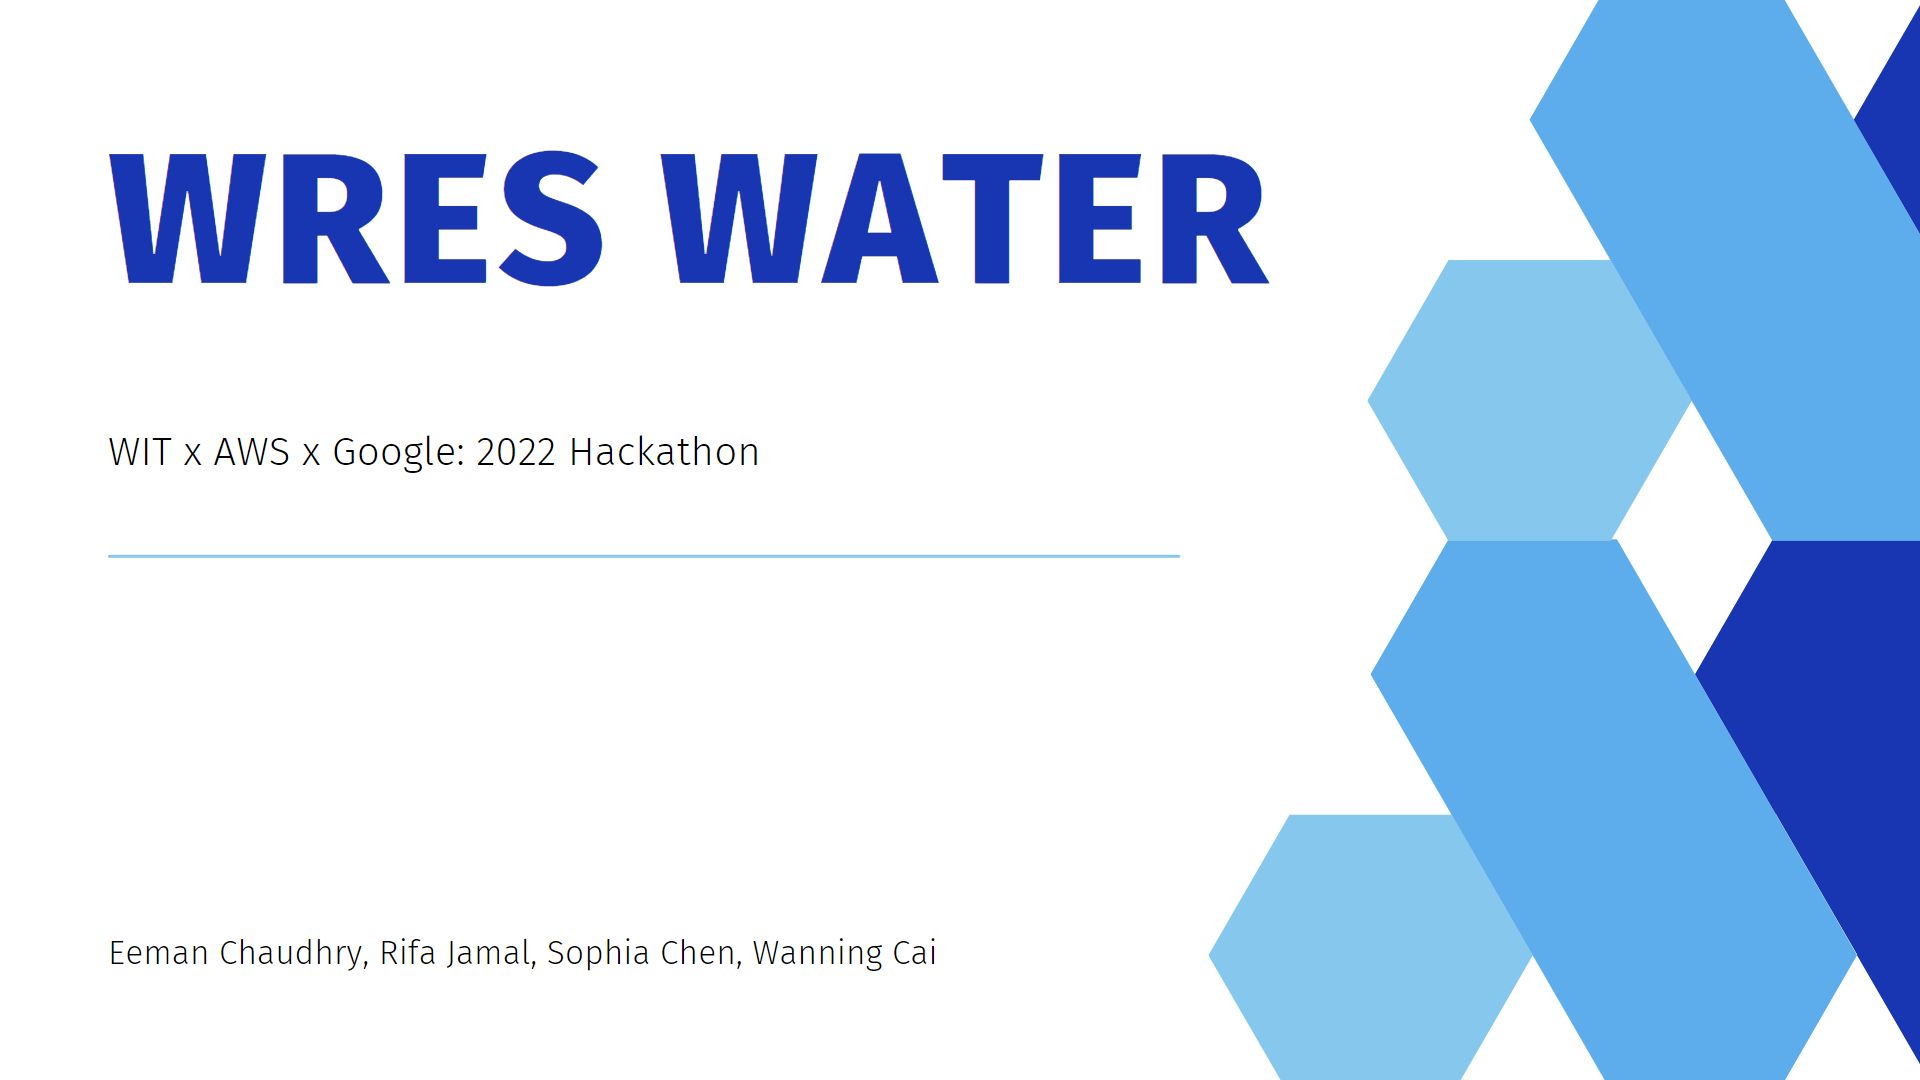 WRES WATER
WIT x AWS x Google: 2022 Hackathon
Eeman Chaudhry, Rifa Jamal, Sophia Chen, Wanning Cai